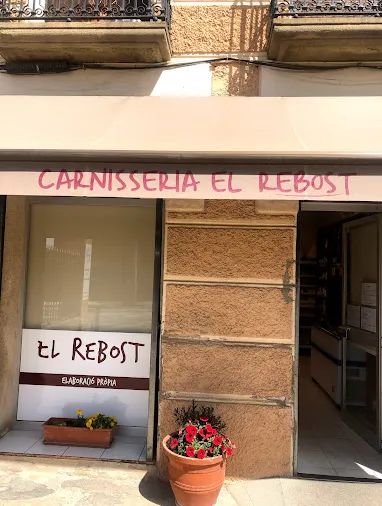 CARNISSERIA EL REBOST
EL REBOST
ELABORACIÓ PRÒPIA